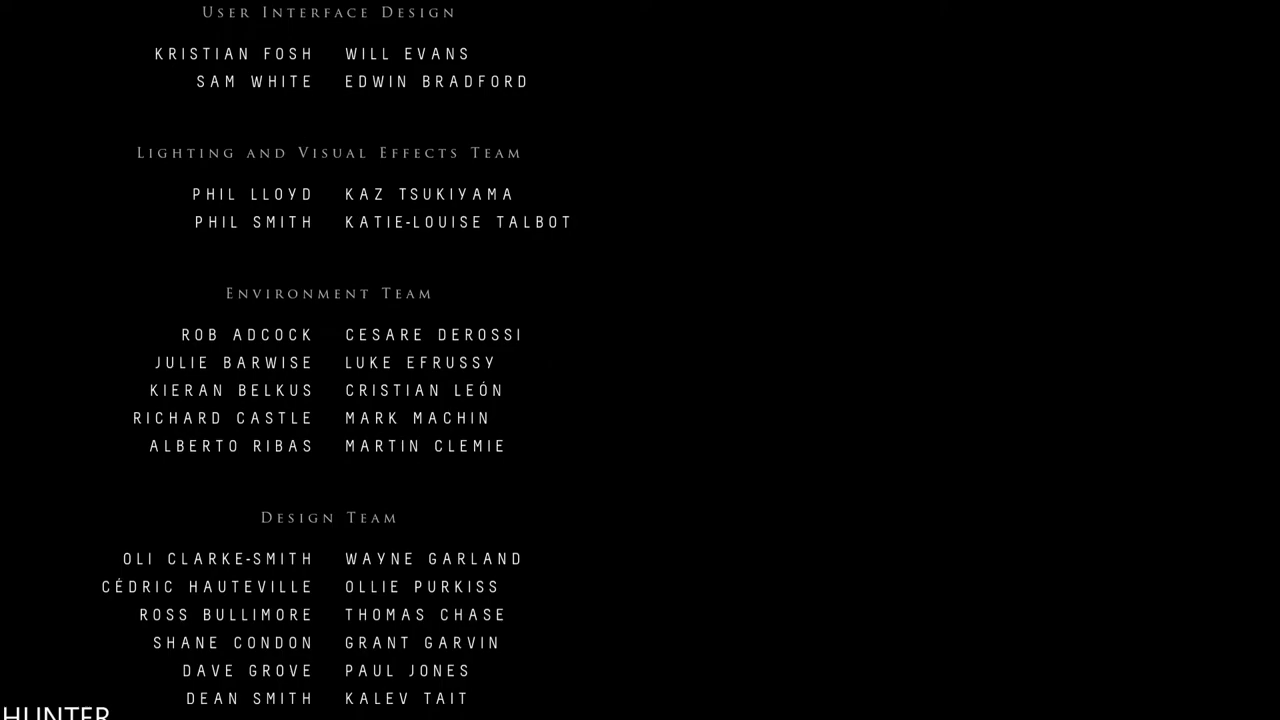 User Interface Design
KRISTIAN FOSH WILL EVANS
SAM WHITE EDWIN BRADFORD
Lighting and Visual Effects Team
PHIL LLOYD KAZ TSUKIYAMA
PHIL SMITH KATIE-LOUISE TALBOT
Environment Team
ROB ADCOCK CESARE DEROSSI
JULIE BARWISE LUKE EFRUSSY
KIERAN BELKUS CRISTIAN LEÓN
RICHARD CASTLE MARK MACHIN
ALBERTO RIBAS MARTIN CLEMIE
Design Team
OLI CLARKE-SMITH WAYNE GARLAND
CÉDRIC HAUTEVILLE OLLIE PURKISS
ROSS BULLIMORE THOMAS CHASE
SHANE CONDON GRANT GARVIN
DAVE GROVE PAUL JONES
DEAN SMITH KALEV TAIT
HUNTER